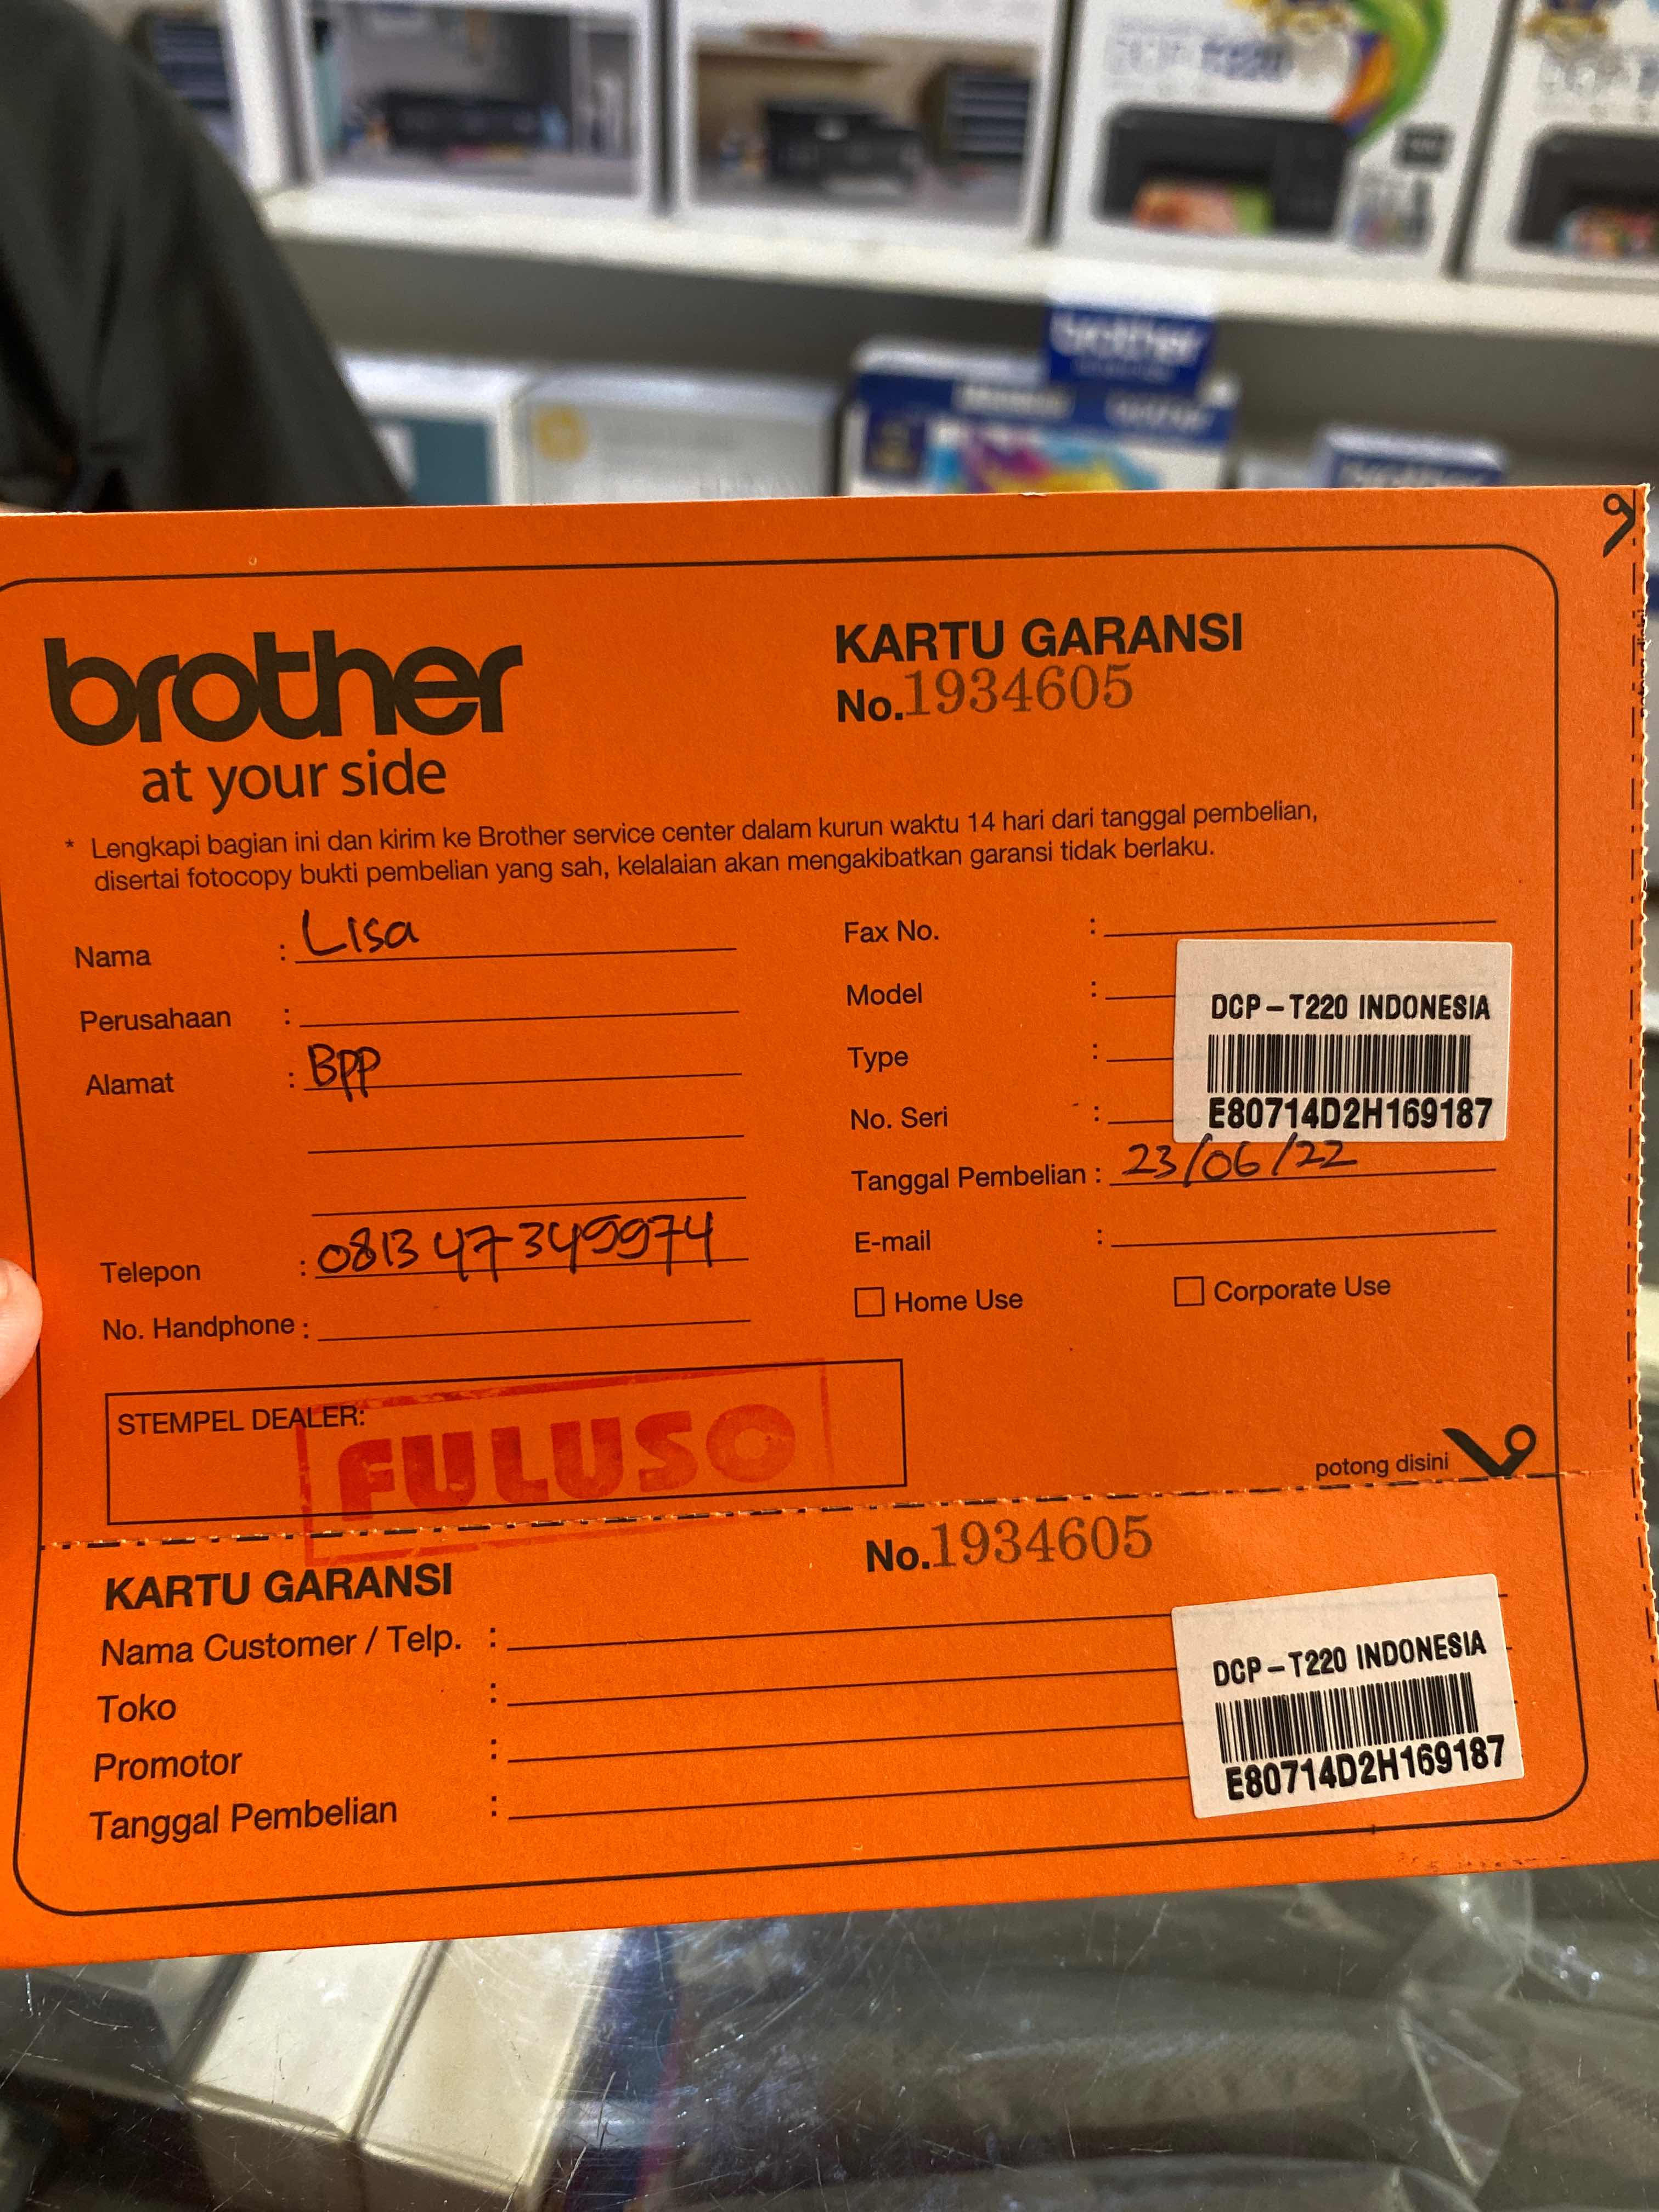 brother
brother
at your side
KARTU GARANSI
No.1934605
* Lengkapi bagian ini dan kirim ke Brother service center dalam kurun waktu 14 hari dari tanggal pembelian,
disertai fotocopy bukti pembelian yang sah, kelalaian akan mengakibatkan garansi tidak berlaku.
Nama : Lisa
Perusahaan :
Alamat : BPP
Telepon : 0813 47 349974
No. Handphone :
Fax No. :
Model :
Type :
No. Seri :
DCP-T220 INDONESIA
E80714D2H169187
Tanggal Pembelian : 23/06/22
E-mail :
Home Use
Corporate Use
STEMPEL DEALER:
FULUSO
potong disini
KARTU GARANSI
No.1934605
Nama Customer / Telp. :
Toko :
Promotor :
Tanggal Pembelian :
DCP-T220 INDONESIA
E80714D2H169187